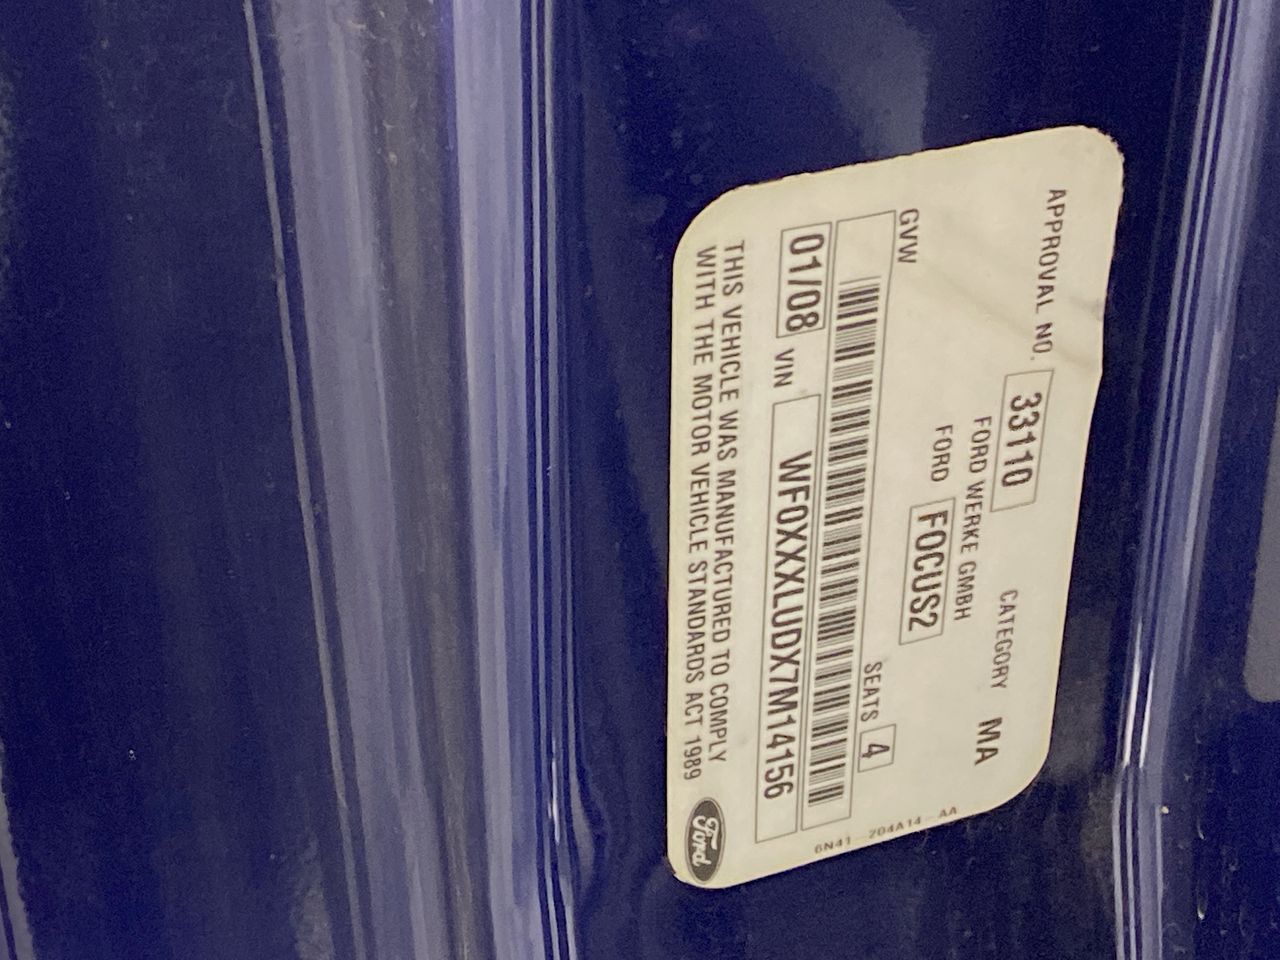 APPROVAL NO. 33110 CATEGORY MA
FORD WERKE GMBH
FORD FOCUS2
GVW SEATS 4
01/08 VIN WF0XXXLUDX7M14156
THIS VEHICLE WAS MANUFACTURED TO COMPLY
WITH THE MOTOR VEHICLE STANDARDS ACT 1989
Ford
6N41-204A14-AA